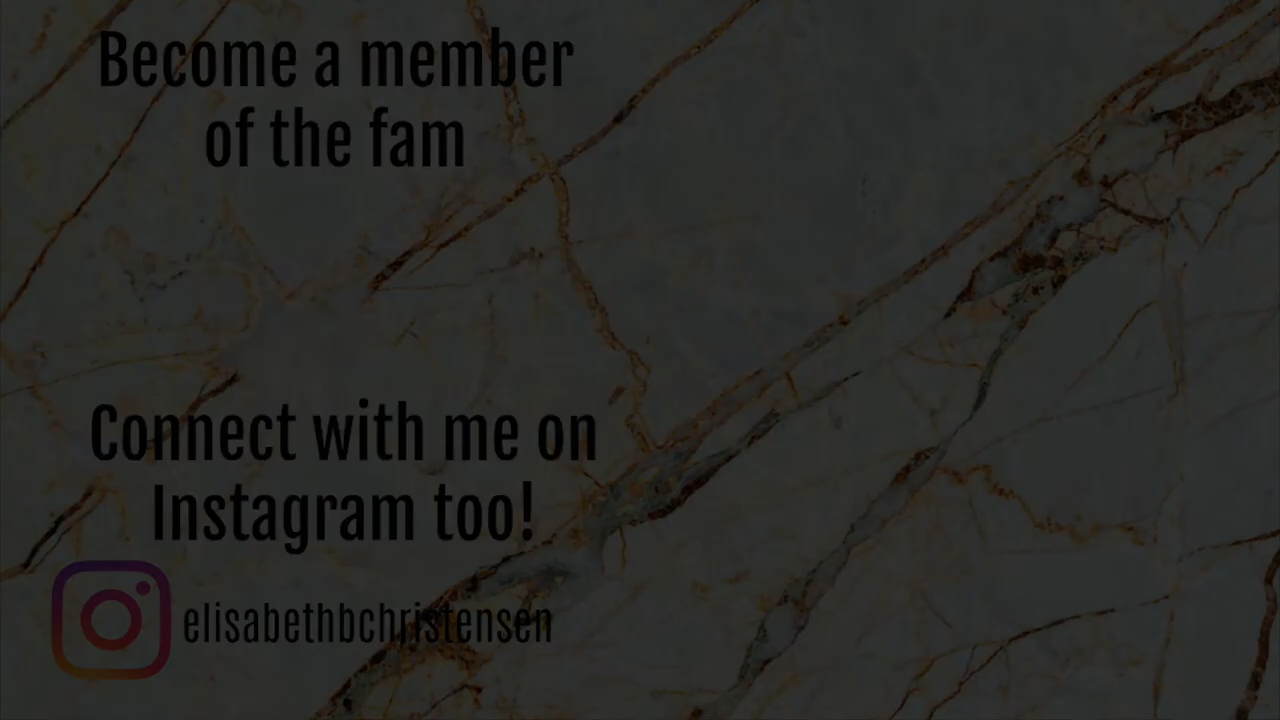 Become a member
of the fam
Connect with me on
Instagram too!
elisabethbchristensen